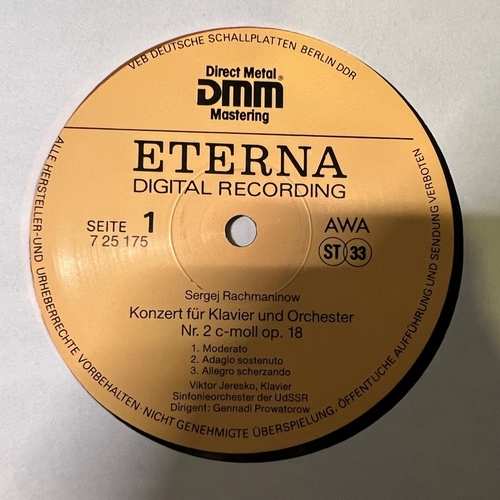 VEB DEUTSCHE SCHALLPLATTEN BERLIN DDR
Direct Metal
DMM®
Mastering
ETERNA
DIGITAL RECORDING
SEITE 1
7 25 175
AWA
ST 33
Sergej Rachmaninow
Konzert für Klavier und Orchester
Nr. 2 c-moll op. 18
1. Moderato
2. Adagio sostenuto
3. Allegro scherzando
Viktor Jeresko, Klavier
Sinfonieorchester der UdSSR
Dirigent: Gennadi Prowatorow
ALLE HERSTELLER- UND URHEBERRECHTE VORBEHALTEN · NICHT GENEHMIGTE ÜBERSPIELUNG, ÖFFENTLICHE AUFFÜHRUNG UND SENDUNG VERBOTEN